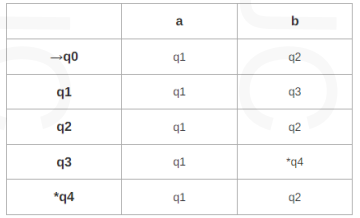 a b
→q0 q1 q2
q1 q1 q3
q2 q1 q2
q3 q1 *q4
*q4 q1 q2